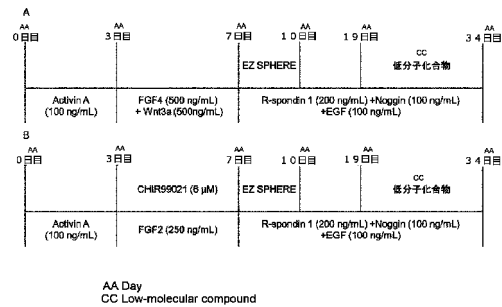 A
AA AA AA AA AA AA
0日目 3日目 7日目 10日目 19日目 34日目
CC
EZ SPHERE 低分子化合物
Activin A FGF4 (500 ng/mL) R-spondin 1 (200 ng/mL) +Noggin (100 ng/mL)
(100 ng/mL) + Wnt3a (500ng/mL) +EGF (100 ng/mL)
B
AA AA AA AA AA AA
0日目 3日目 7日目 10日目 19日目 34日目
CC
CHIR99021 (6 µM) EZ SPHERE 低分子化合物
Activin A FGF2 (250 ng/mL) R-spondin 1 (200 ng/mL) +Noggin (100 ng/mL)
(100 ng/mL) +EGF (100 ng/mL)
AA Day
CC Low-molecular compound